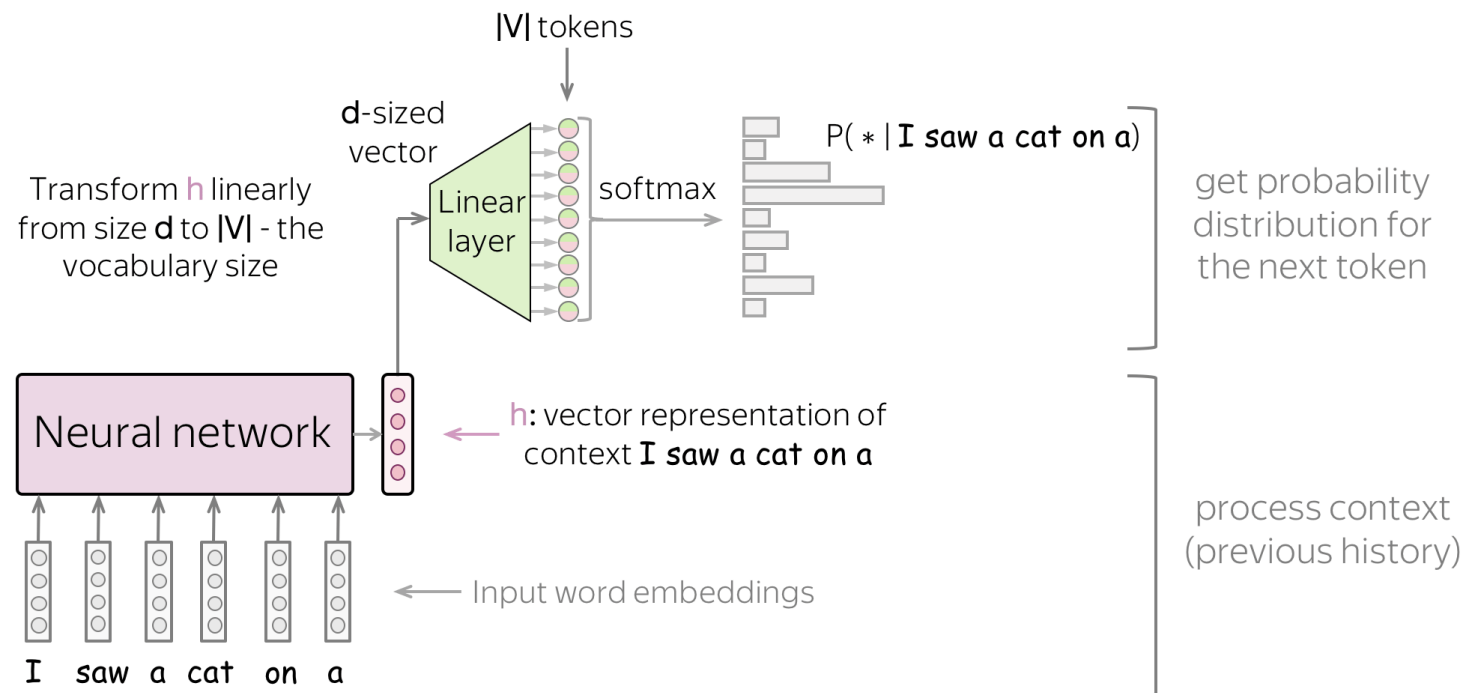 |V| tokens
d-sized
vector
Transform h linearly
from size d to |V| - the
vocabulary size
Linear
layer
softmax
P( * | I saw a cat on a)
get probability
distribution for
the next token
Neural network
h: vector representation of
context I saw a cat on a
process context
(previous history)
Input word embeddings
I saw a cat on a